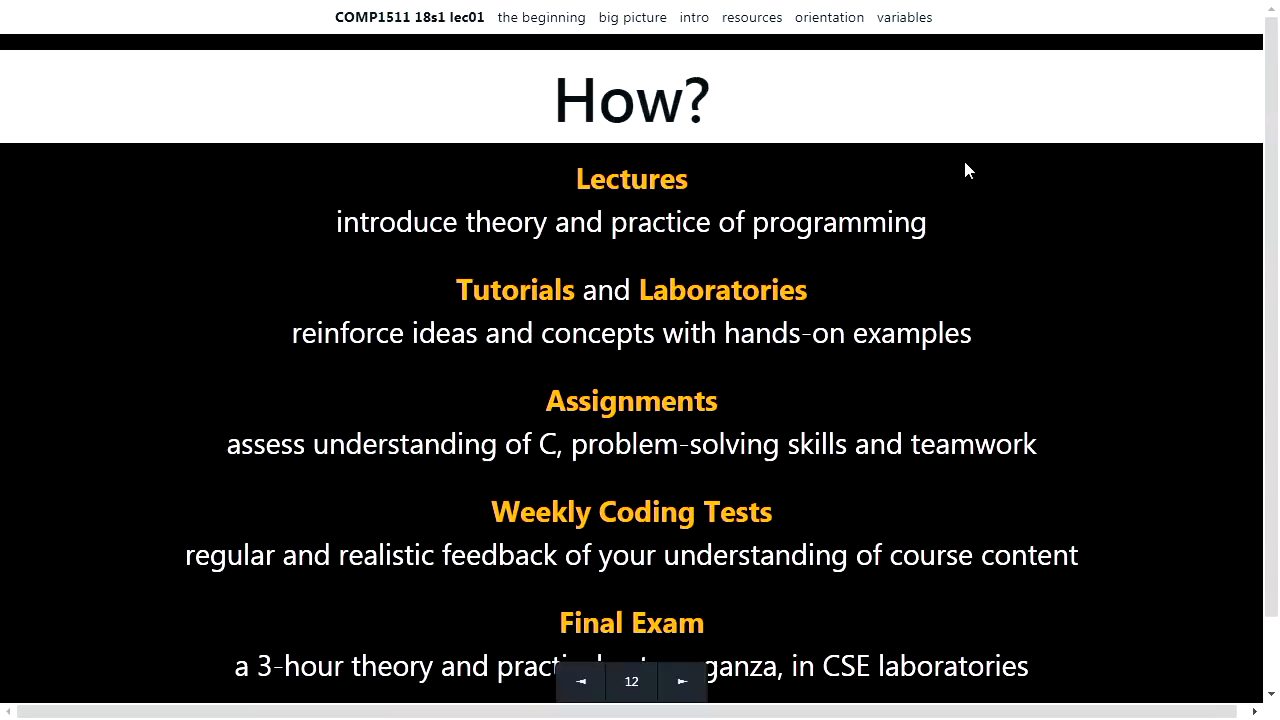 COMP1511 18s1 lec01 the beginning big picture intro resources orientation variables
How?
Lectures
introduce theory and practice of programming
Tutorials and Laboratories
reinforce ideas and concepts with hands-on examples
Assignments
assess understanding of C, problem-solving skills and teamwork
Weekly Coding Tests
regular and realistic feedback of your understanding of course content
Final Exam
a 3-hour theory and in CSE laboratories
12